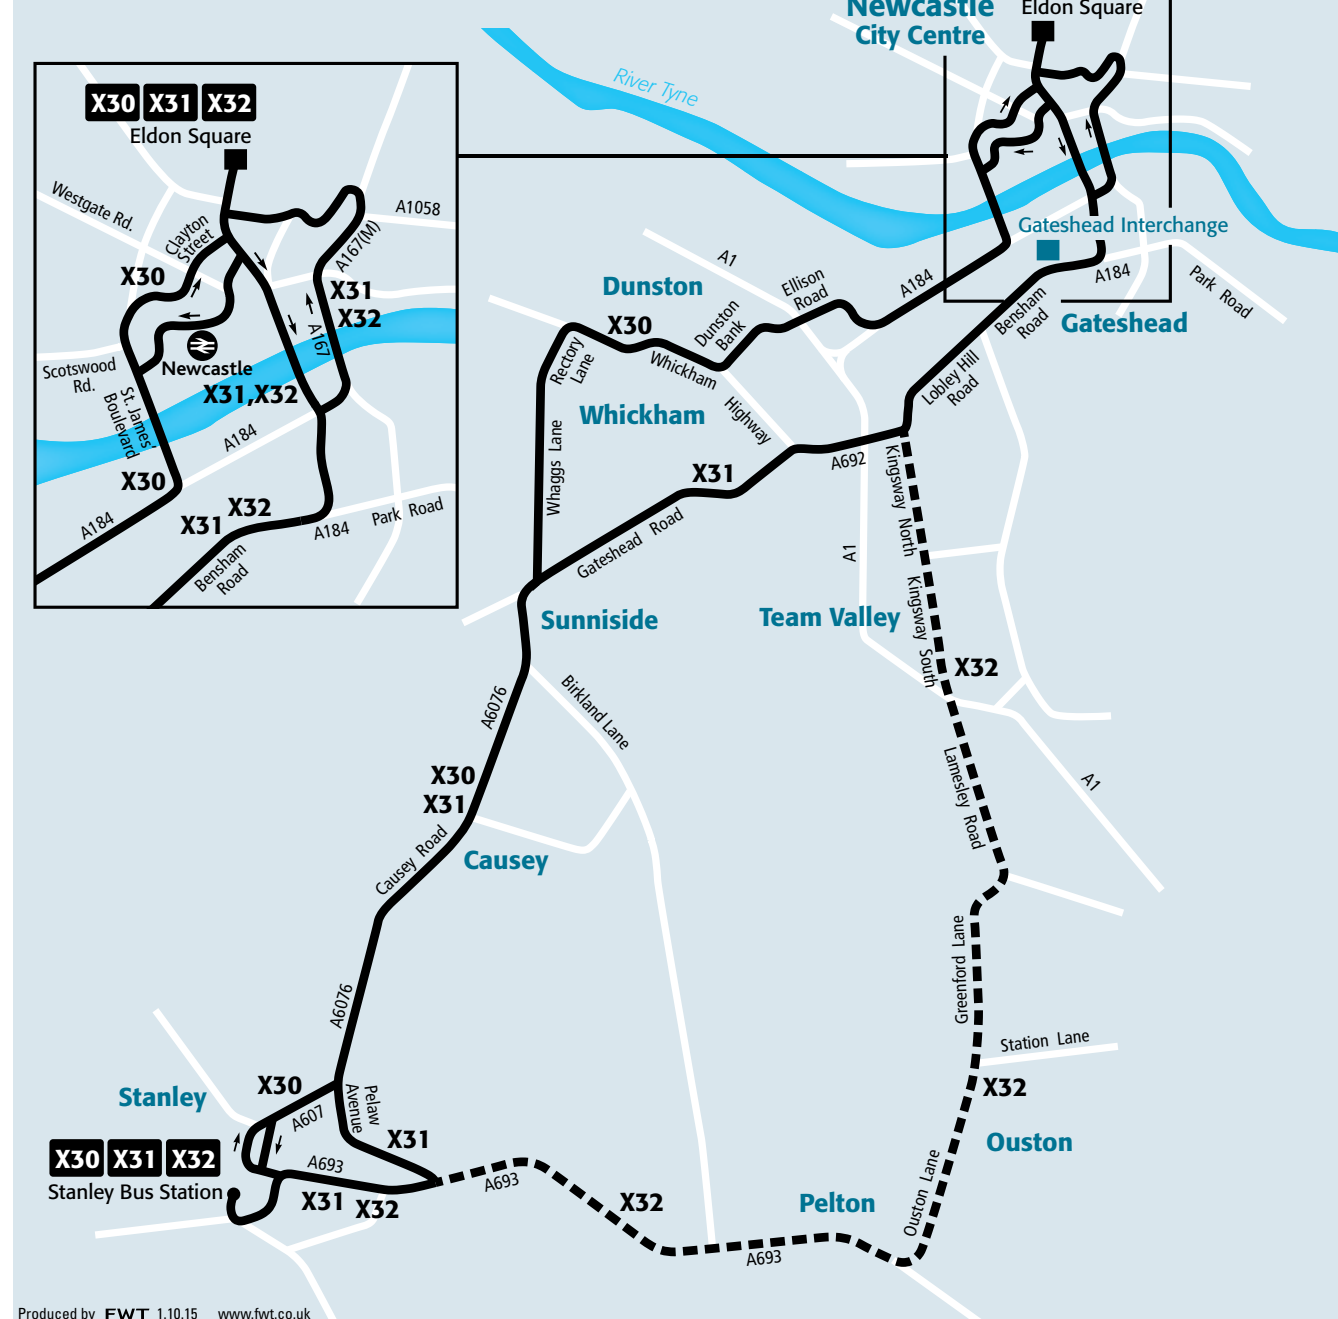 Newcastle
City Centre
Eldon Square
River Tyne
X30 X31 X32
Eldon Square
Westgate Rd.
Clayton
Street
A1058
A167(M)
X30
X31
X32
A167
Scotswood
Rd.
Newcastle
X31,X32
St. James'
Boulevard
A184
X30
X32
X31
A184
A184
Park Road
Bensham
Road
Gateshead Interchange
A184
Park Road
Bensham
Road
Gateshead
A1
Dunston
Ellison
Road
A184
X30
Dunston
Bank
Rectory
Lane
Whickham
Highway
Whickham
Lobley Hill
Road
Whaggs Lane
X31
A692
Gateshead Road
Kingsway North
A1
Kingsway South
Sunniside
Team Valley
X32
A6076
Birkland Lane
X30
X31
Lamesley Road
A1
Causey Road
Causey
Greenford Lane
A6076
Station Lane
Stanley
X30
A607
Pelaw
Avenue
X31
X32
Ouston
X30 X31 X32
Stanley Bus Station
A693
X31 X32
A693
X32
Pelton
Ouston Lane
A693
Produced by FWT 1.10.15 www.fwt.co.uk